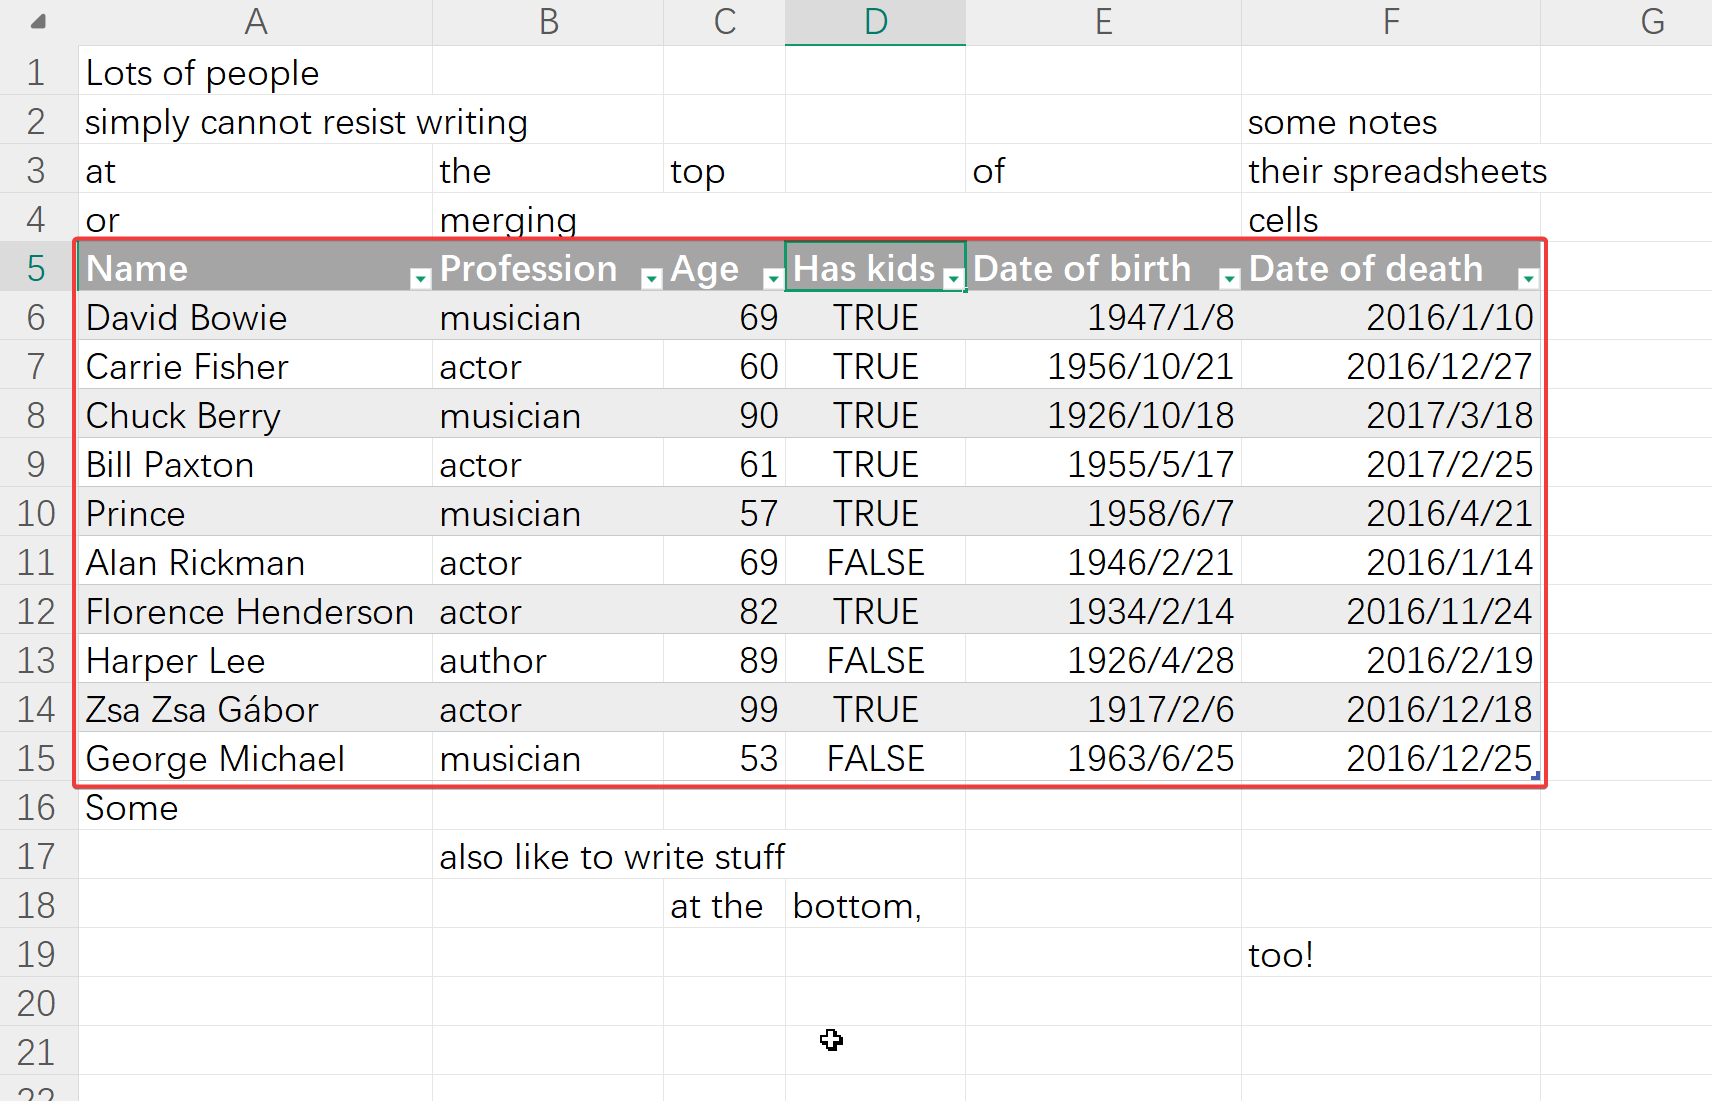 A B C D E F G
1 Lots of people
2 simply cannot resist writing some notes
3 at the top of their spreadsheets
4 or merging cells
5 Name Profession Age Has kids Date of birth Date of death
6 David Bowie musician 69 TRUE 1947/1/8 2016/1/10
7 Carrie Fisher actor 60 TRUE 1956/10/21 2016/12/27
8 Chuck Berry musician 90 TRUE 1926/10/18 2017/3/18
9 Bill Paxton actor 61 TRUE 1955/5/17 2017/2/25
10 Prince musician 57 TRUE 1958/6/7 2016/4/21
11 Alan Rickman actor 69 FALSE 1946/2/21 2016/1/14
12 Florence Henderson actor 82 TRUE 1934/2/14 2016/11/24
13 Harper Lee author 89 FALSE 1926/4/28 2016/2/19
14 Zsa Zsa Gábor actor 99 TRUE 1917/2/6 2016/12/18
15 George Michael musician 53 FALSE 1963/6/25 2016/12/25
16 Some
17 also like to write stuff
18 at the bottom,
19 too!
20
21
22